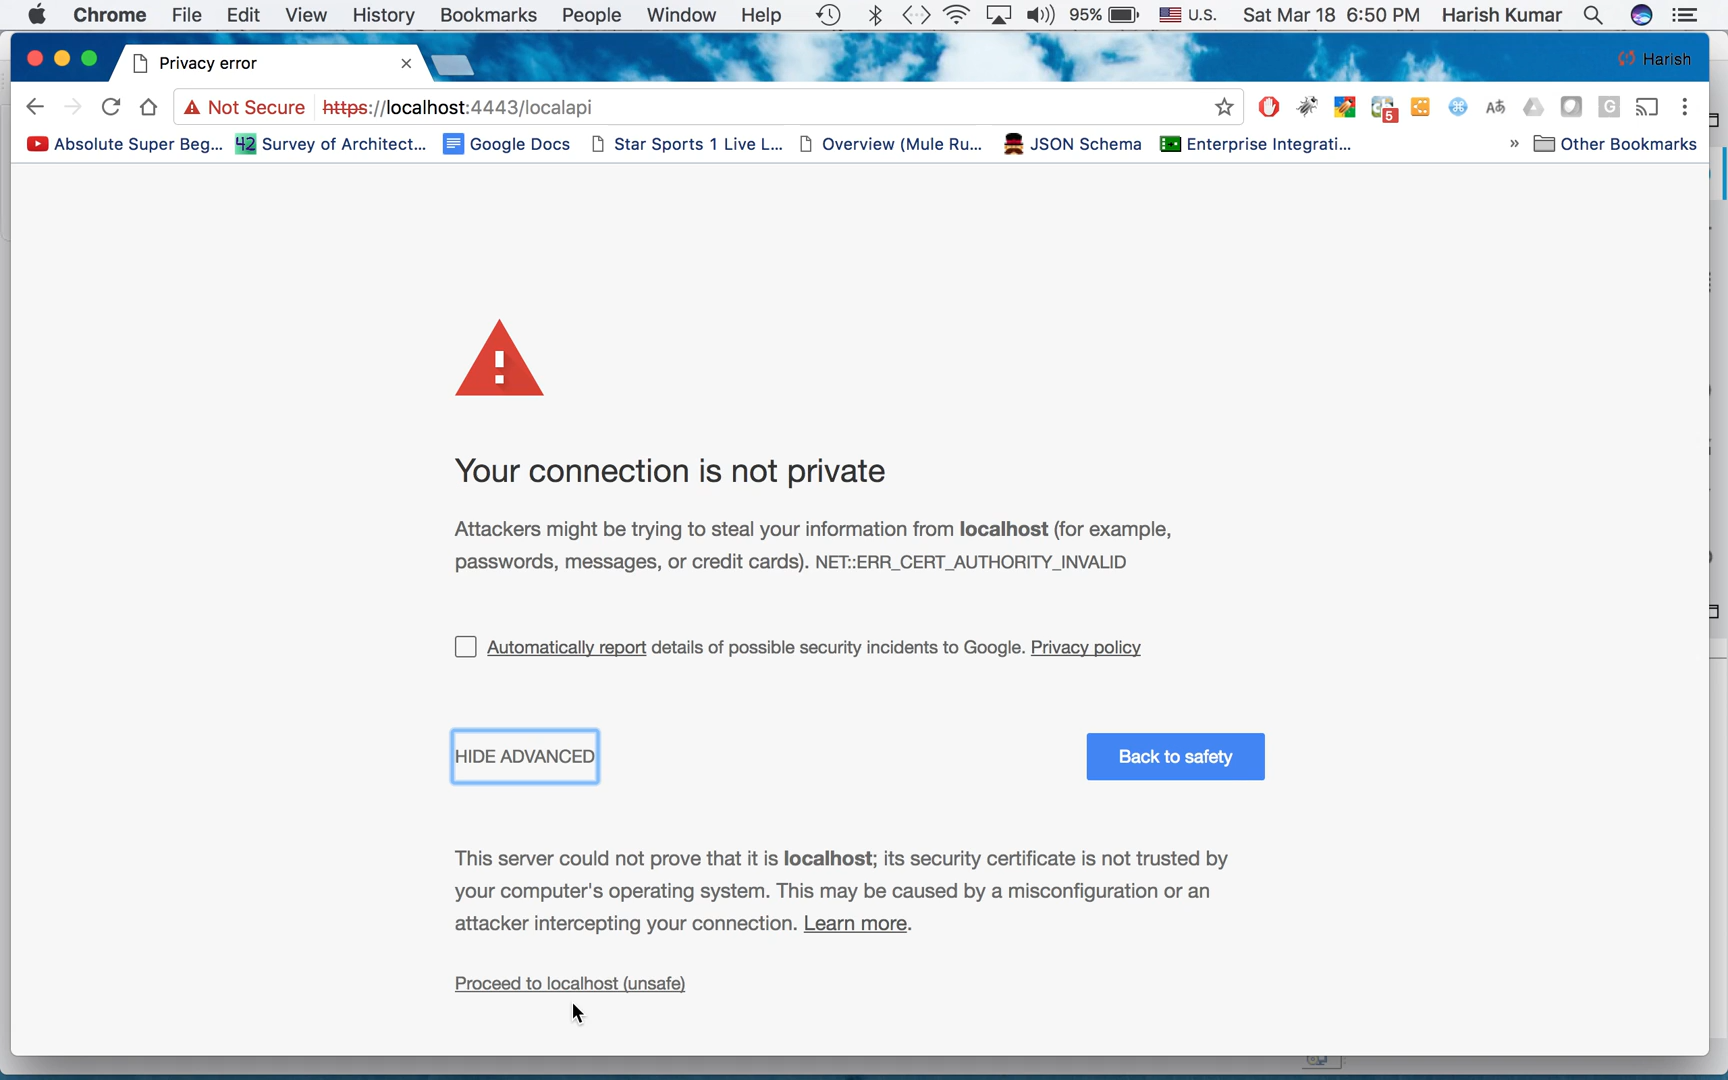 Chrome File Edit View History Bookmarks People Window Help 95% U.S. Sat Mar 18 6:50 PM Harish Kumar
Privacy error Harish
Not Secure https://localhost:4443/localapi 5 Aあ G
Absolute Super Beg... 42 Survey of Architect... Google Docs Star Sports 1 Live L... Overview (Mule Ru... JSON Schema Enterprise Integrati... » Other Bookmarks
Your connection is not private
Attackers might be trying to steal your information from localhost (for example,
passwords, messages, or credit cards). NET::ERR_CERT_AUTHORITY_INVALID
Automatically report details of possible security incidents to Google. Privacy policy
HIDE ADVANCED Back to safety
This server could not prove that it is localhost; its security certificate is not trusted by
your computer's operating system. This may be caused by a misconfiguration or an
attacker intercepting your connection. Learn more.
Proceed to localhost (unsafe)